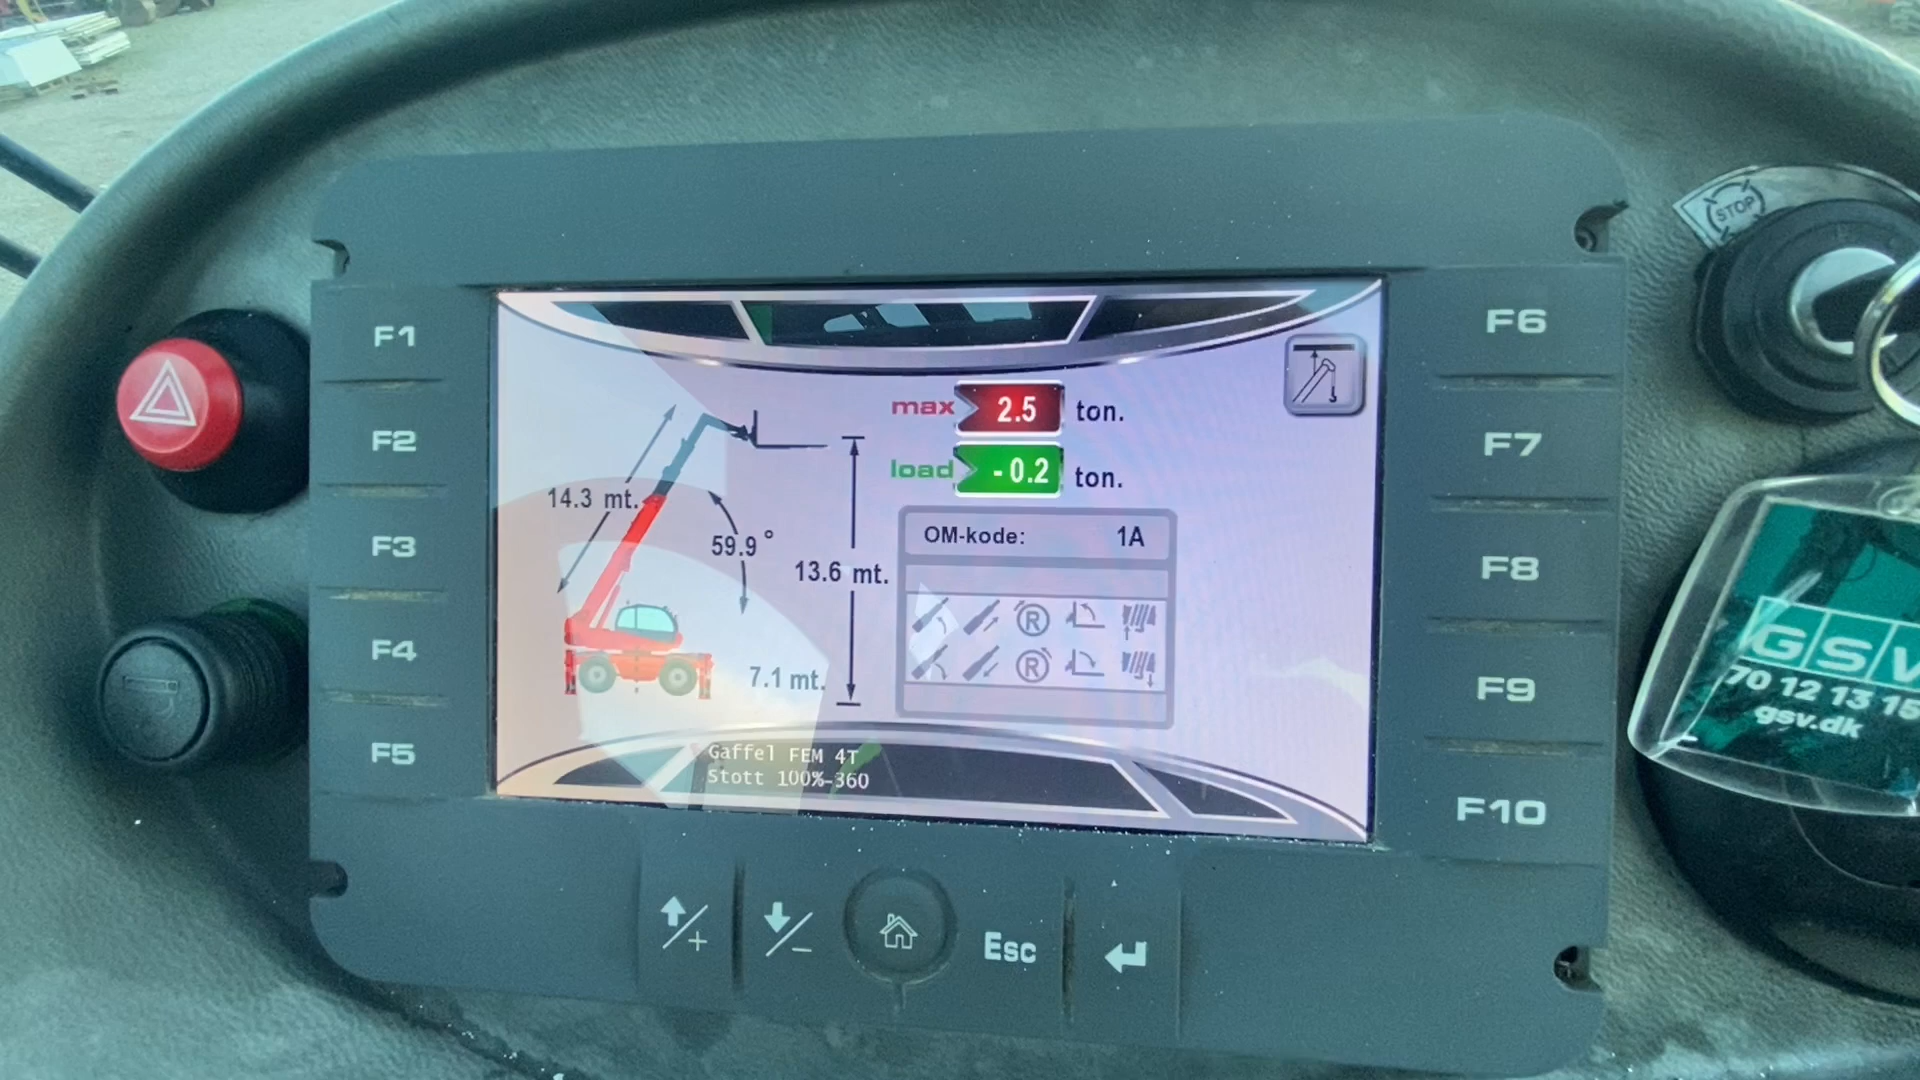 STOP
F1
F2
F3
F4
F5
max 2.5 ton.
load - 0.2 ton.
14.3 mt.
59.9 °
13.6 mt.
7.1 mt.
OM-kode: 1A
R
R
Gaffel FEM 4T
Stott 100%-360
F6
F7
F8
F9
F10
Esc
GSV
70 12 13 15
gsv.dk